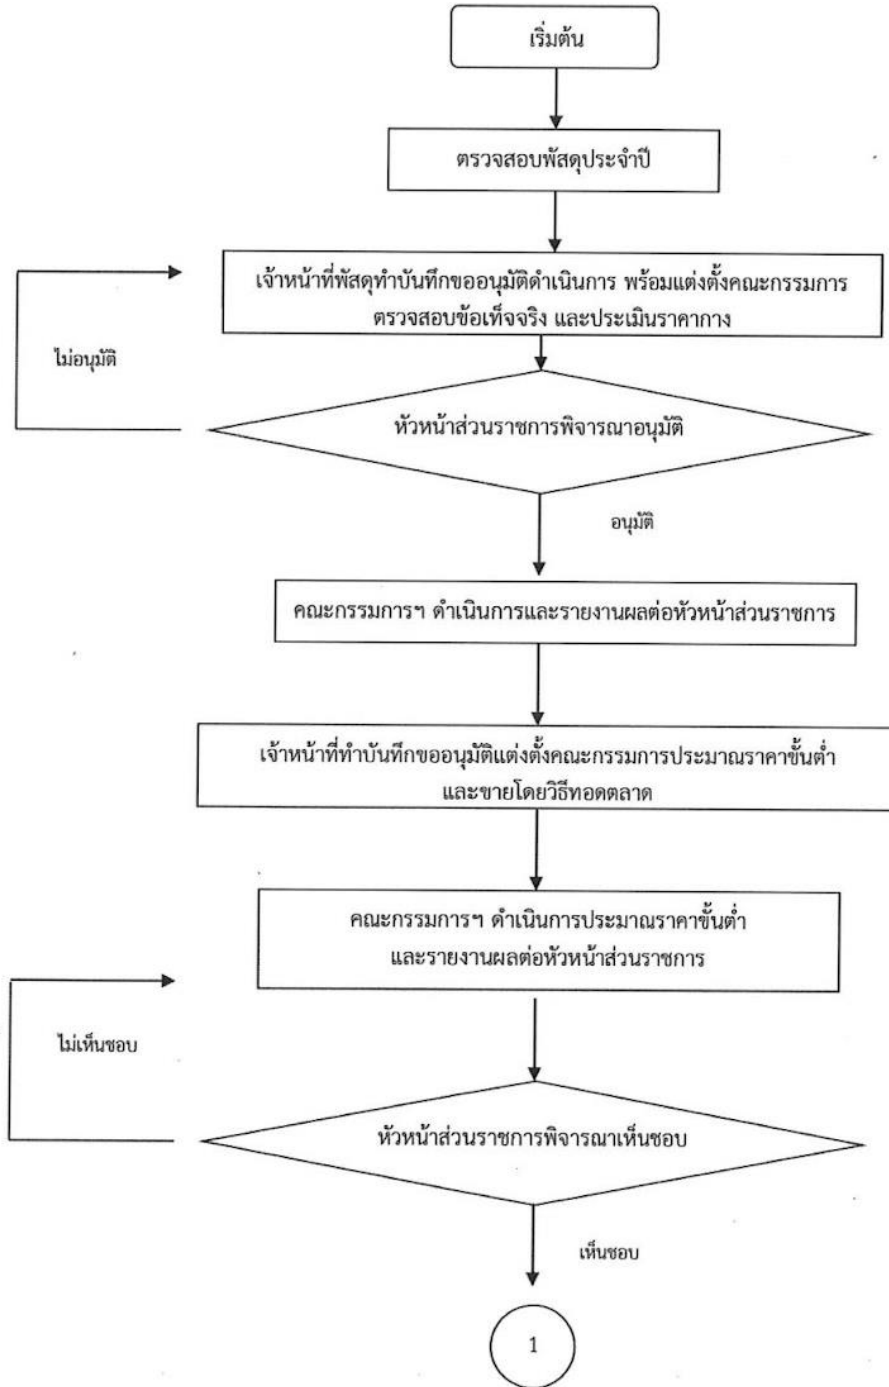 เริ่มต้น
ตรวจสอบพัสดุประจำปี
เจ้าหน้าที่พัสดุทำบันทึกขออนุมัติดำเนินการ พร้อมแต่งตั้งคณะกรรมการ
ตรวจสอบข้อเท็จจริง และประเมินราคากาง
ไม่อนุมัติ
หัวหน้าส่วนราชการพิจารณาอนุมัติ
อนุมัติ
คณะกรรมการฯ ดำเนินการและรายงานผลต่อหัวหน้าส่วนราชการ
เจ้าหน้าที่ทำบันทึกขออนุมัติแต่งตั้งคณะกรรมการประมาณราคาขั้นต่ำ
และขายโดยวิธีทอดตลาด
คณะกรรมการฯ ดำเนินการประมาณราคาขั้นต่ำ
และรายงานผลต่อหัวหน้าส่วนราชการ
ไม่เห็นชอบ
หัวหน้าส่วนราชการพิจารณาเห็นชอบ
เห็นชอบ
1